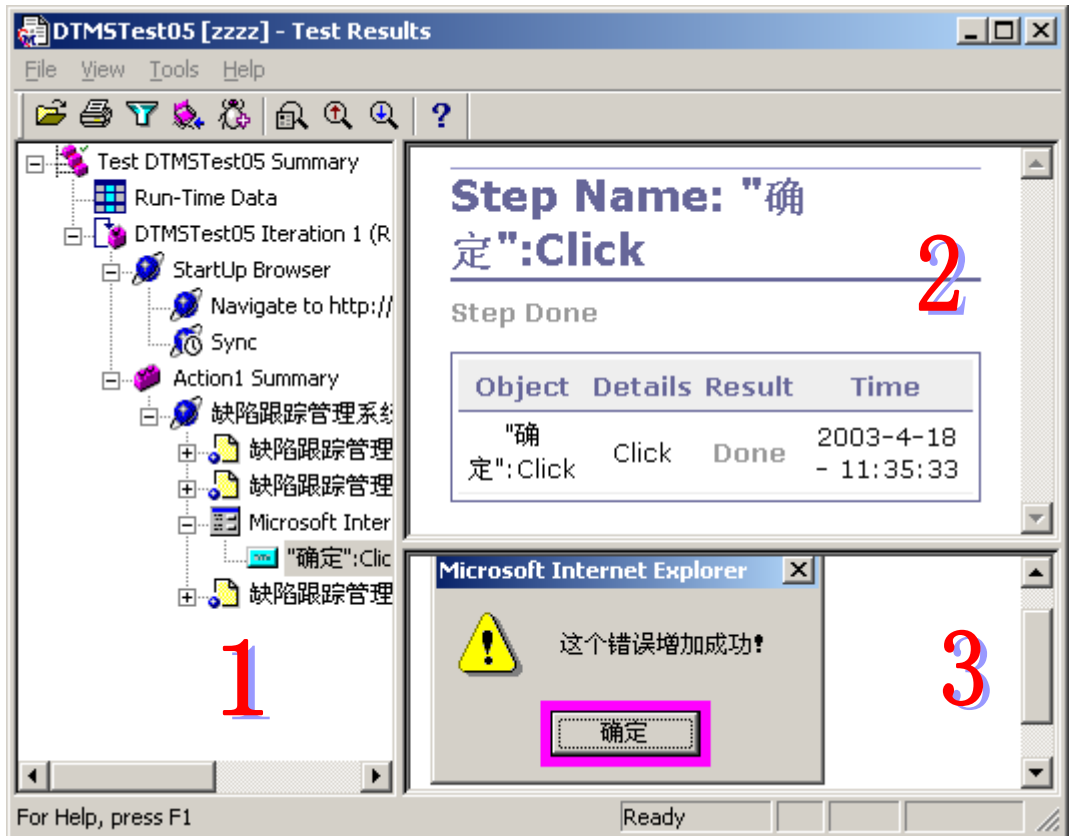 DTMSTest05 [zzzz] - Test Results
File View Tools Help
?
Test DTMSTest05 Summary
Run-Time Data
DTMSTest05 Iteration 1 (R
StartUp Browser
Navigate to http://
Sync
Action1 Summary
缺陷跟踪管理系统
缺陷跟踪管理
缺陷跟踪管理
Microsoft Inter
"确定":Clic
缺陷跟踪管理
1
Step Name: "确
定":Click
2
Step Done
Object Details Result Time
"确
定":Click
Click
Done
2003-4-18
- 11:35:33
Microsoft Internet Explorer
这个错误增加成功!
确定
3
For Help, press F1
Ready